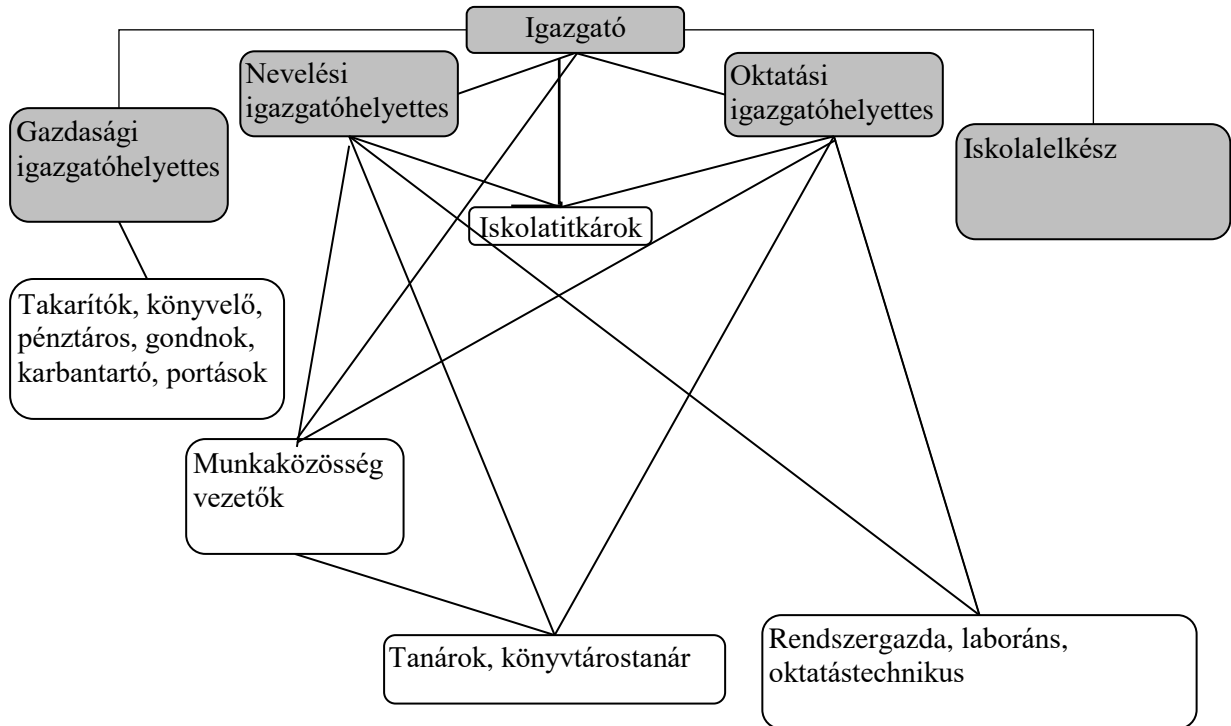 Igazgató
Nevelési
igazgatóhelyettes
Oktatási
igazgatóhelyettes
Gazdasági
igazgatóhelyettes
Iskolalelkész
Iskolatitkárok
Takarítók, könyvelő,
pénztáros, gondnok,
karbantartó, portások
Munkaközösség
vezetők
Tanárok, könyvtárostanár
Rendszergazda, laboráns,
oktatástechnikus